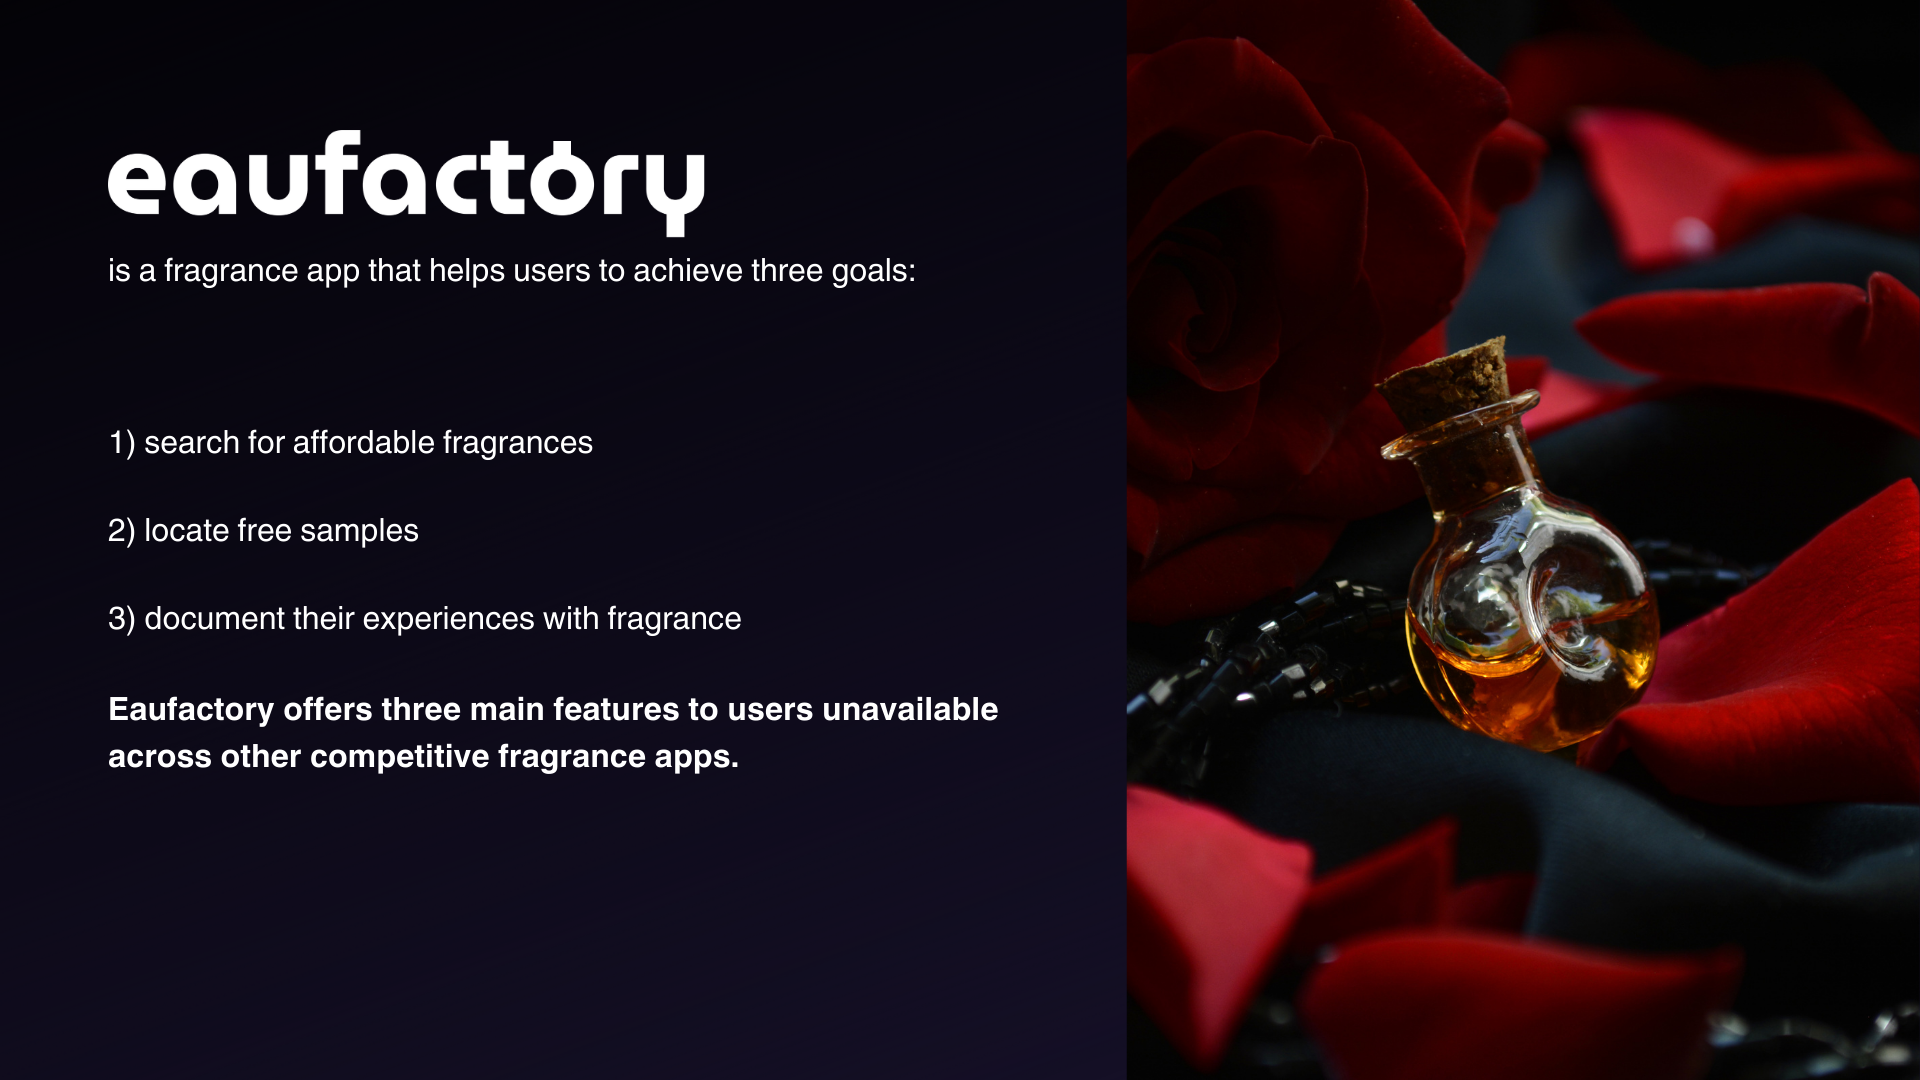 eaufactory
is a fragrance app that helps users to achieve three goals:
1) search for affordable fragrances
2) locate free samples
3) document their experiences with fragrance
Eaufactory offers three main features to users unavailable
across other competitive fragrance apps.